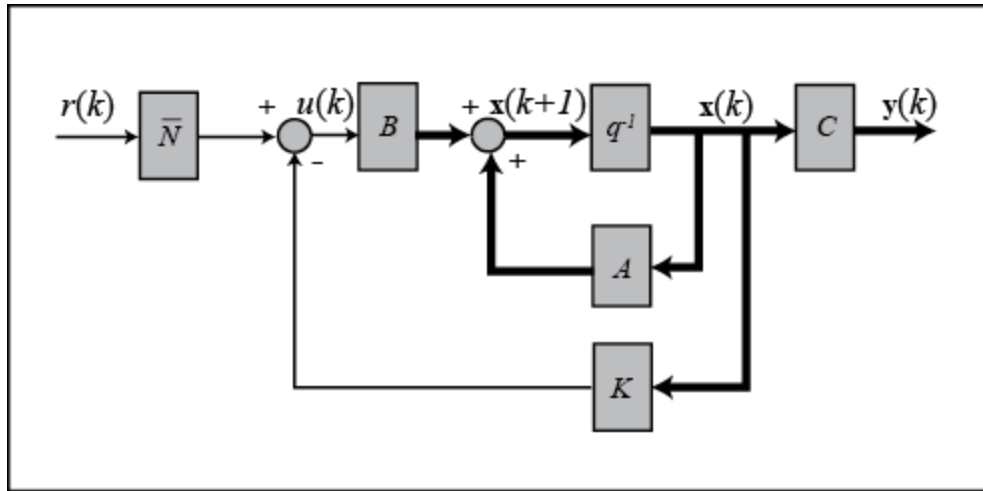 r(k)
N̅
+
u(k)
−
B
+
x(k+1)
+
q⁻¹
x(k)
C
y(k)
A
K